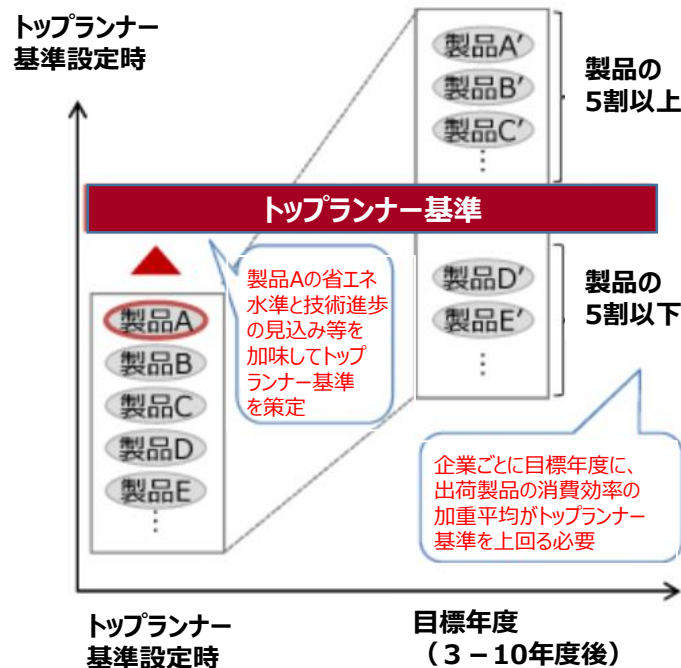 トップランナー
基準設定時
製品A′
製品B′
製品C′
⋮
製品の
5割以上
トップランナー基準
製品Aの省エネ
水準と技術進歩
の見込み等を
加味してトップ
ランナー基準
を策定
製品A
製品B
製品C
製品D
製品E
⋮
製品D′
製品E′
⋮
製品の
5割以下
企業ごとに目標年度に、
出荷製品の消費効率の
加重平均がトップランナー
基準を上回る必要
トップランナー
基準設定時
目標年度
（３－10年度後）